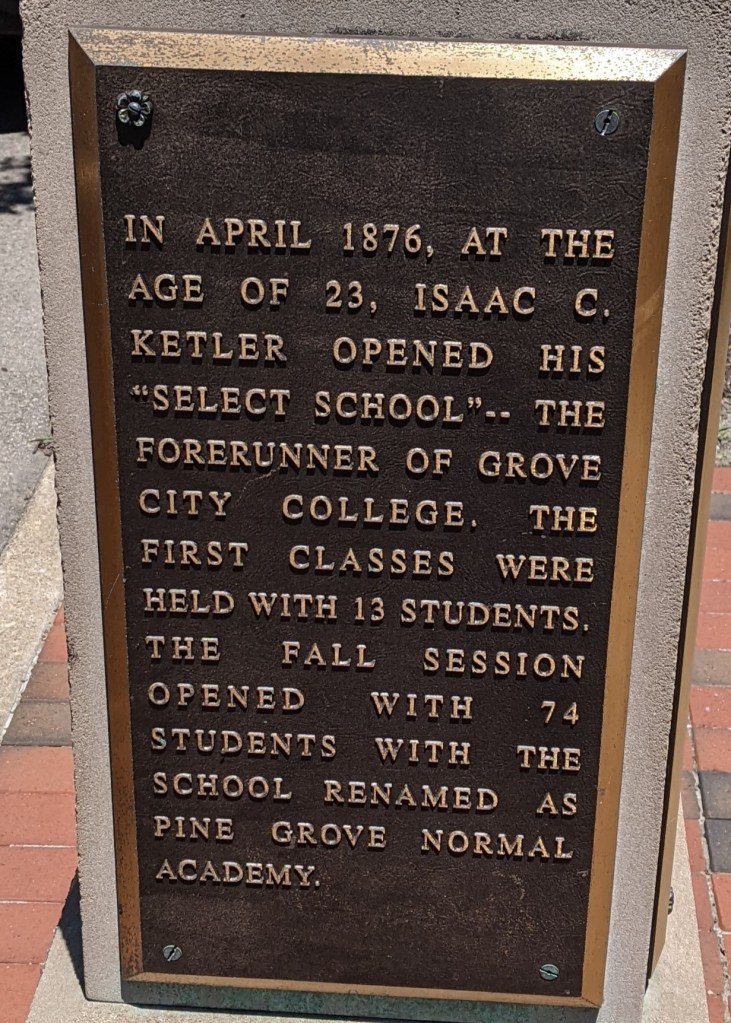 IN APRIL 1876, AT THE
AGE OF 23, ISAAC C.
KETLER OPENED HIS
“SELECT SCHOOL”-- THE
FORERUNNER OF GROVE
CITY COLLEGE. THE
FIRST CLASSES WERE
HELD WITH 13 STUDENTS.
THE FALL SESSION
OPENED WITH 74
STUDENTS WITH THE
SCHOOL RENAMED AS
PINE GROVE NORMAL
ACADEMY.